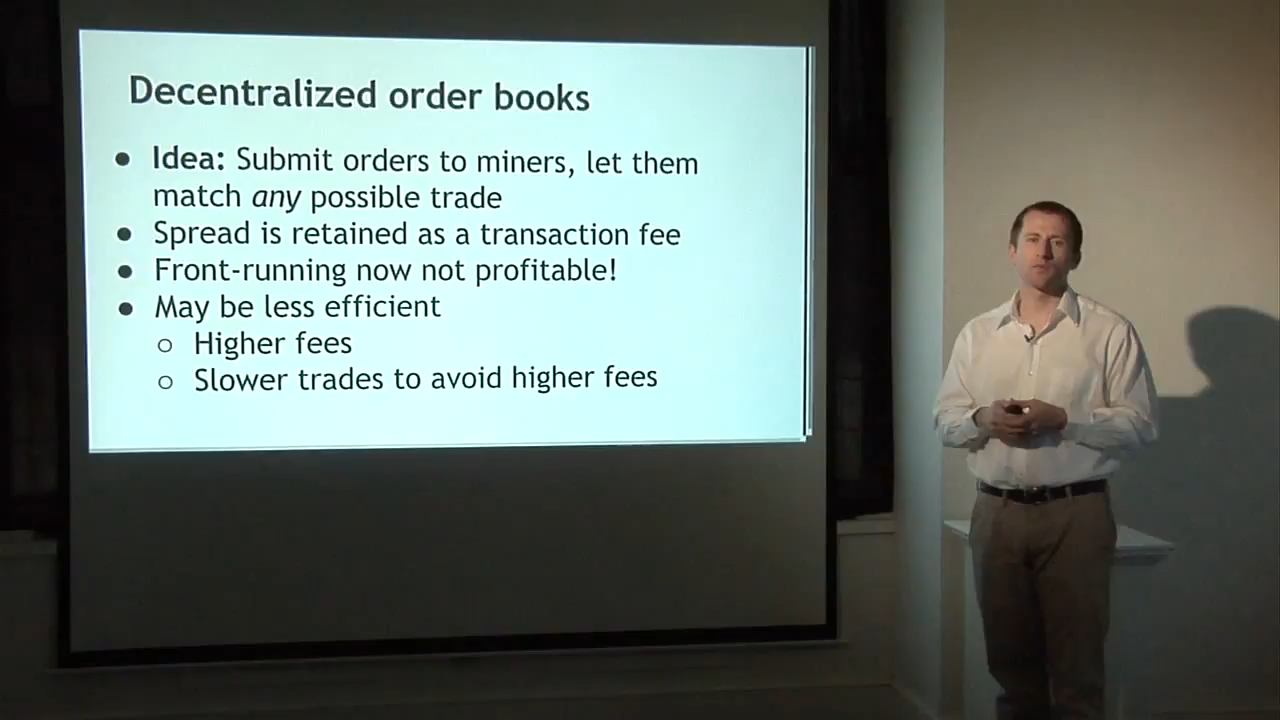 Decentralized order books
● Idea: Submit orders to miners, let them
match any possible trade
● Spread is retained as a transaction fee
● Front-running now not profitable!
● May be less efficient
○ Higher fees
○ Slower trades to avoid higher fees